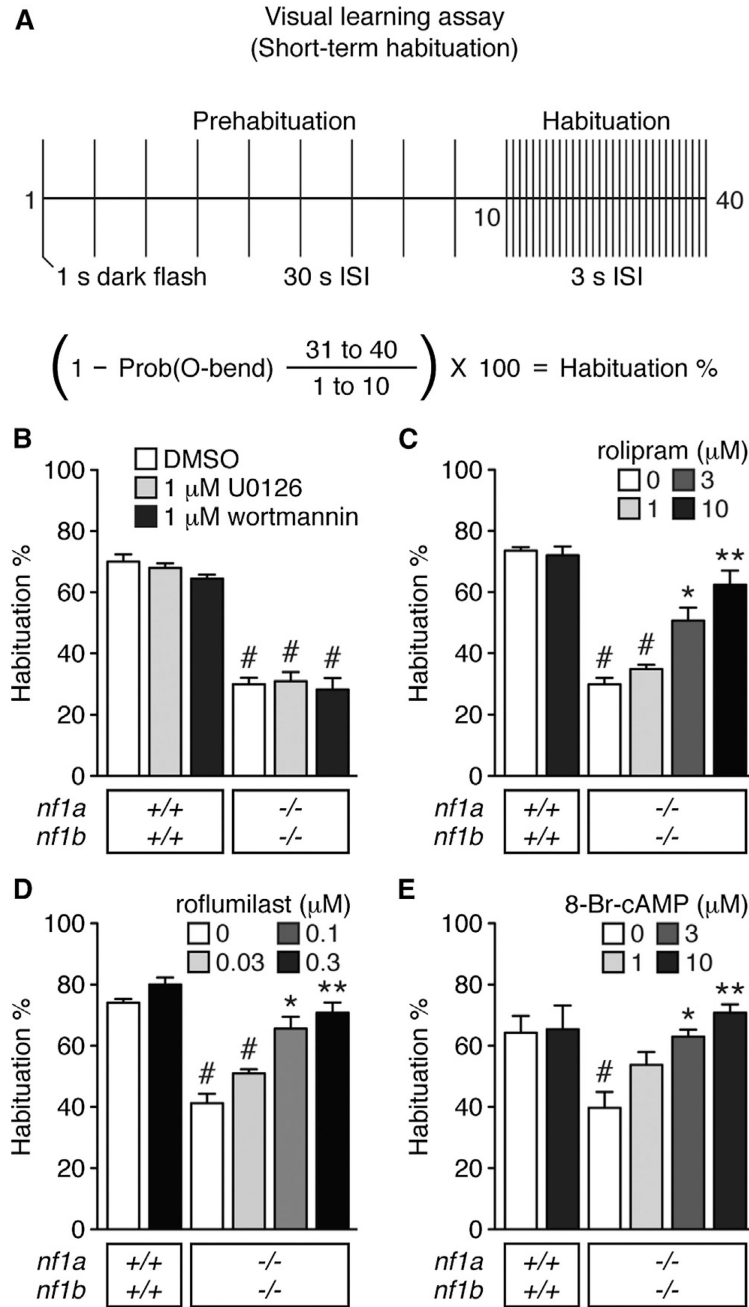 A
Visual learning assay
(Short-term habituation)
Prehabituation
Habituation
1
10
40
1 s dark flash
30 s ISI
3 s ISI
(1 − Prob(O-bend) 31 to 40 / 1 to 10) X 100 = Habituation %
B
DMSO
1 µM U0126
1 µM wortmannin
Habituation %
100
80
60
40
20
0
# # #
nf1a +/+ -/-
nf1b +/+ -/-
C
rolipram (µM)
0 3
1 10
Habituation %
100
80
60
40
20
0
# # * **
nf1a +/+ -/-
nf1b +/+ -/-
D
roflumilast (µM)
0 0.1
0.03 0.3
Habituation %
100
80
60
40
20
0
# # * **
nf1a +/+ -/-
nf1b +/+ -/-
E
8-Br-cAMP (µM)
0 3
1 10
Habituation %
100
80
60
40
20
0
# * **
nf1a +/+ -/-
nf1b +/+ -/-